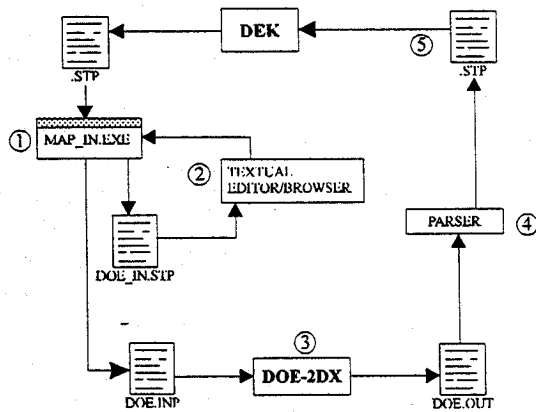 DEK
⑤
.STP
.STP
①
MAP_IN.EXE
②
TEXTUAL
EDITOR/BROWSER
PARSER
④
DOE_IN.STP
③
DOE.INP
DOE-2DX
DOE.OUT